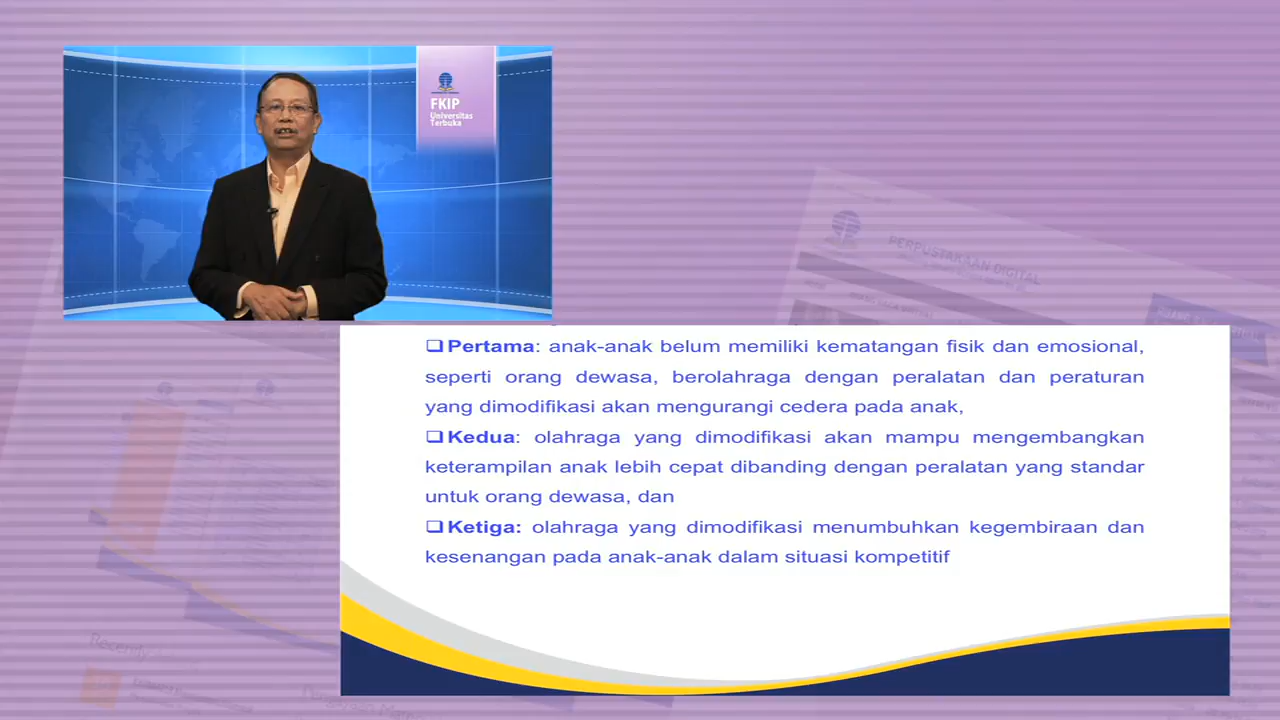 FKIP
Universitas
Terbuka
PERPUSTAKAAN DIGITAL
❑Pertama: anak-anak belum memiliki kematangan fisik dan emosional,
seperti orang dewasa, berolahraga dengan peralatan dan peraturan
yang dimodifikasi akan mengurangi cedera pada anak,
❑Kedua: olahraga yang dimodifikasi akan mampu mengembangkan
keterampilan anak lebih cepat dibanding dengan peralatan yang standar
untuk orang dewasa, dan
❑Ketiga: olahraga yang dimodifikasi menumbuhkan kegembiraan dan
kesenangan pada anak-anak dalam situasi kompetitif
Recently